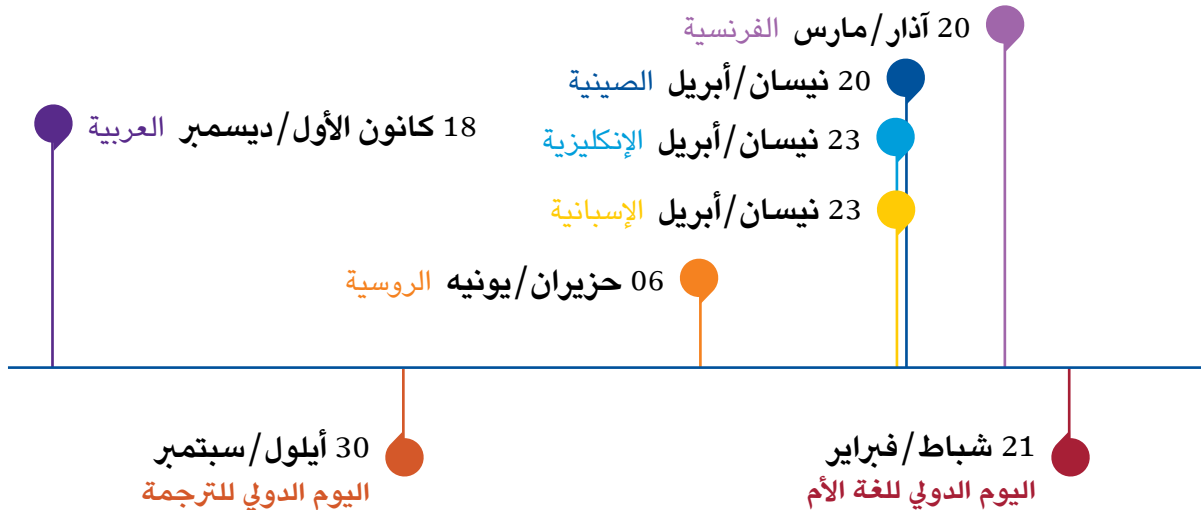 20 آذار/مارس الفرنسية
20 نيسان/أبريل الصينية
18 كانون الأول/ديسمبر العربية
23 نيسان/أبريل الإنكليزية
23 نيسان/أبريل الإسبانية
06 حزيران/يونيه الروسية
21 شباط/فبراير
اليوم الدولي للغة الأم
30 أيلول/سبتمبر
اليوم الدولي للترجمة